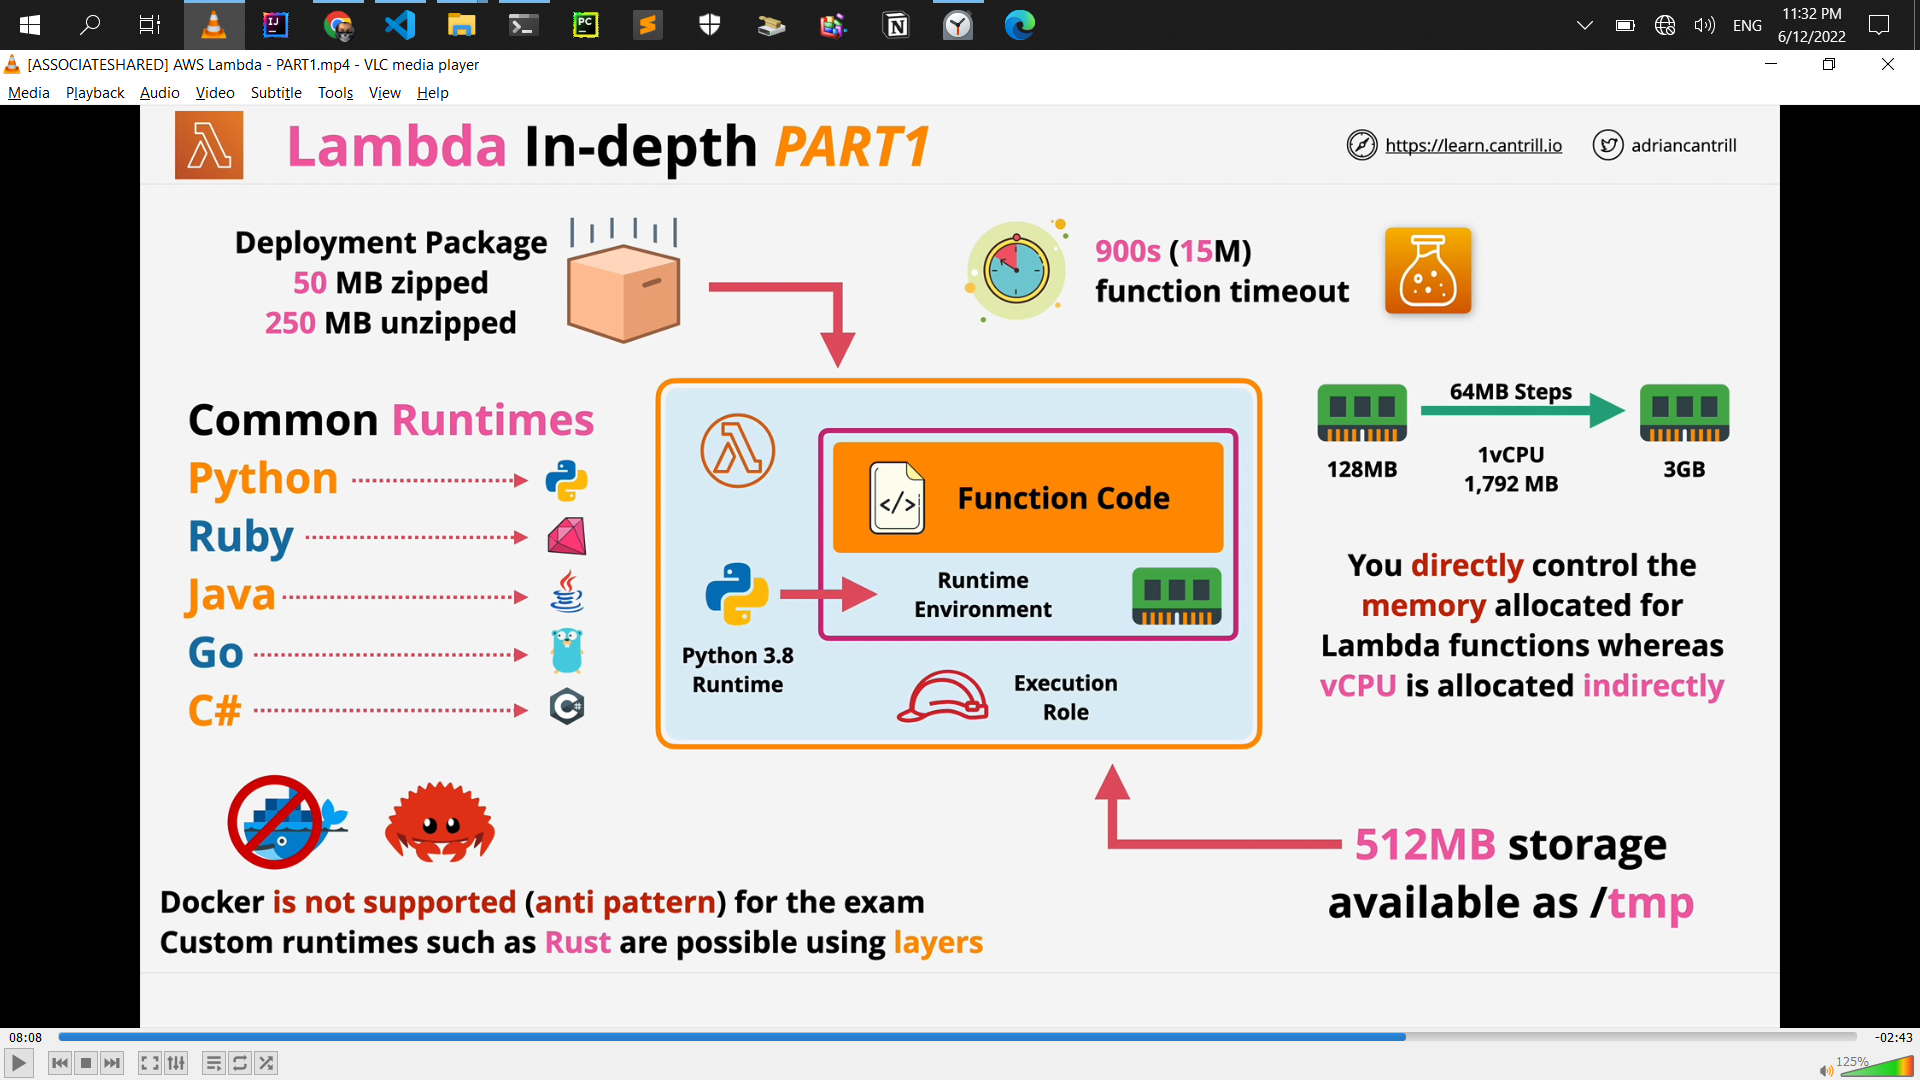 11:32 PM
ENG
6/12/2022
[ASSOCIATESHARED] AWS Lambda - PART1.mp4 - VLC media player
Media Playback Audio Video Subtitle Tools View Help
Lambda In-depth PART1
https://learn.cantrill.io
adriancantrill
Deployment Package
50 MB zipped
250 MB unzipped
900s (15M)
function timeout
Common Runtimes
Python
Ruby
Java
Go
C#
Function Code
Runtime
Environment
Python 3.8
Runtime
Execution
Role
64MB Steps
128MB
1vCPU
1,792 MB
3GB
You directly control the
memory allocated for
Lambda functions whereas
vCPU is allocated indirectly
Docker is not supported (anti pattern) for the exam
Custom runtimes such as Rust are possible using layers
512MB storage
available as /tmp
08:08
-02:43
125%